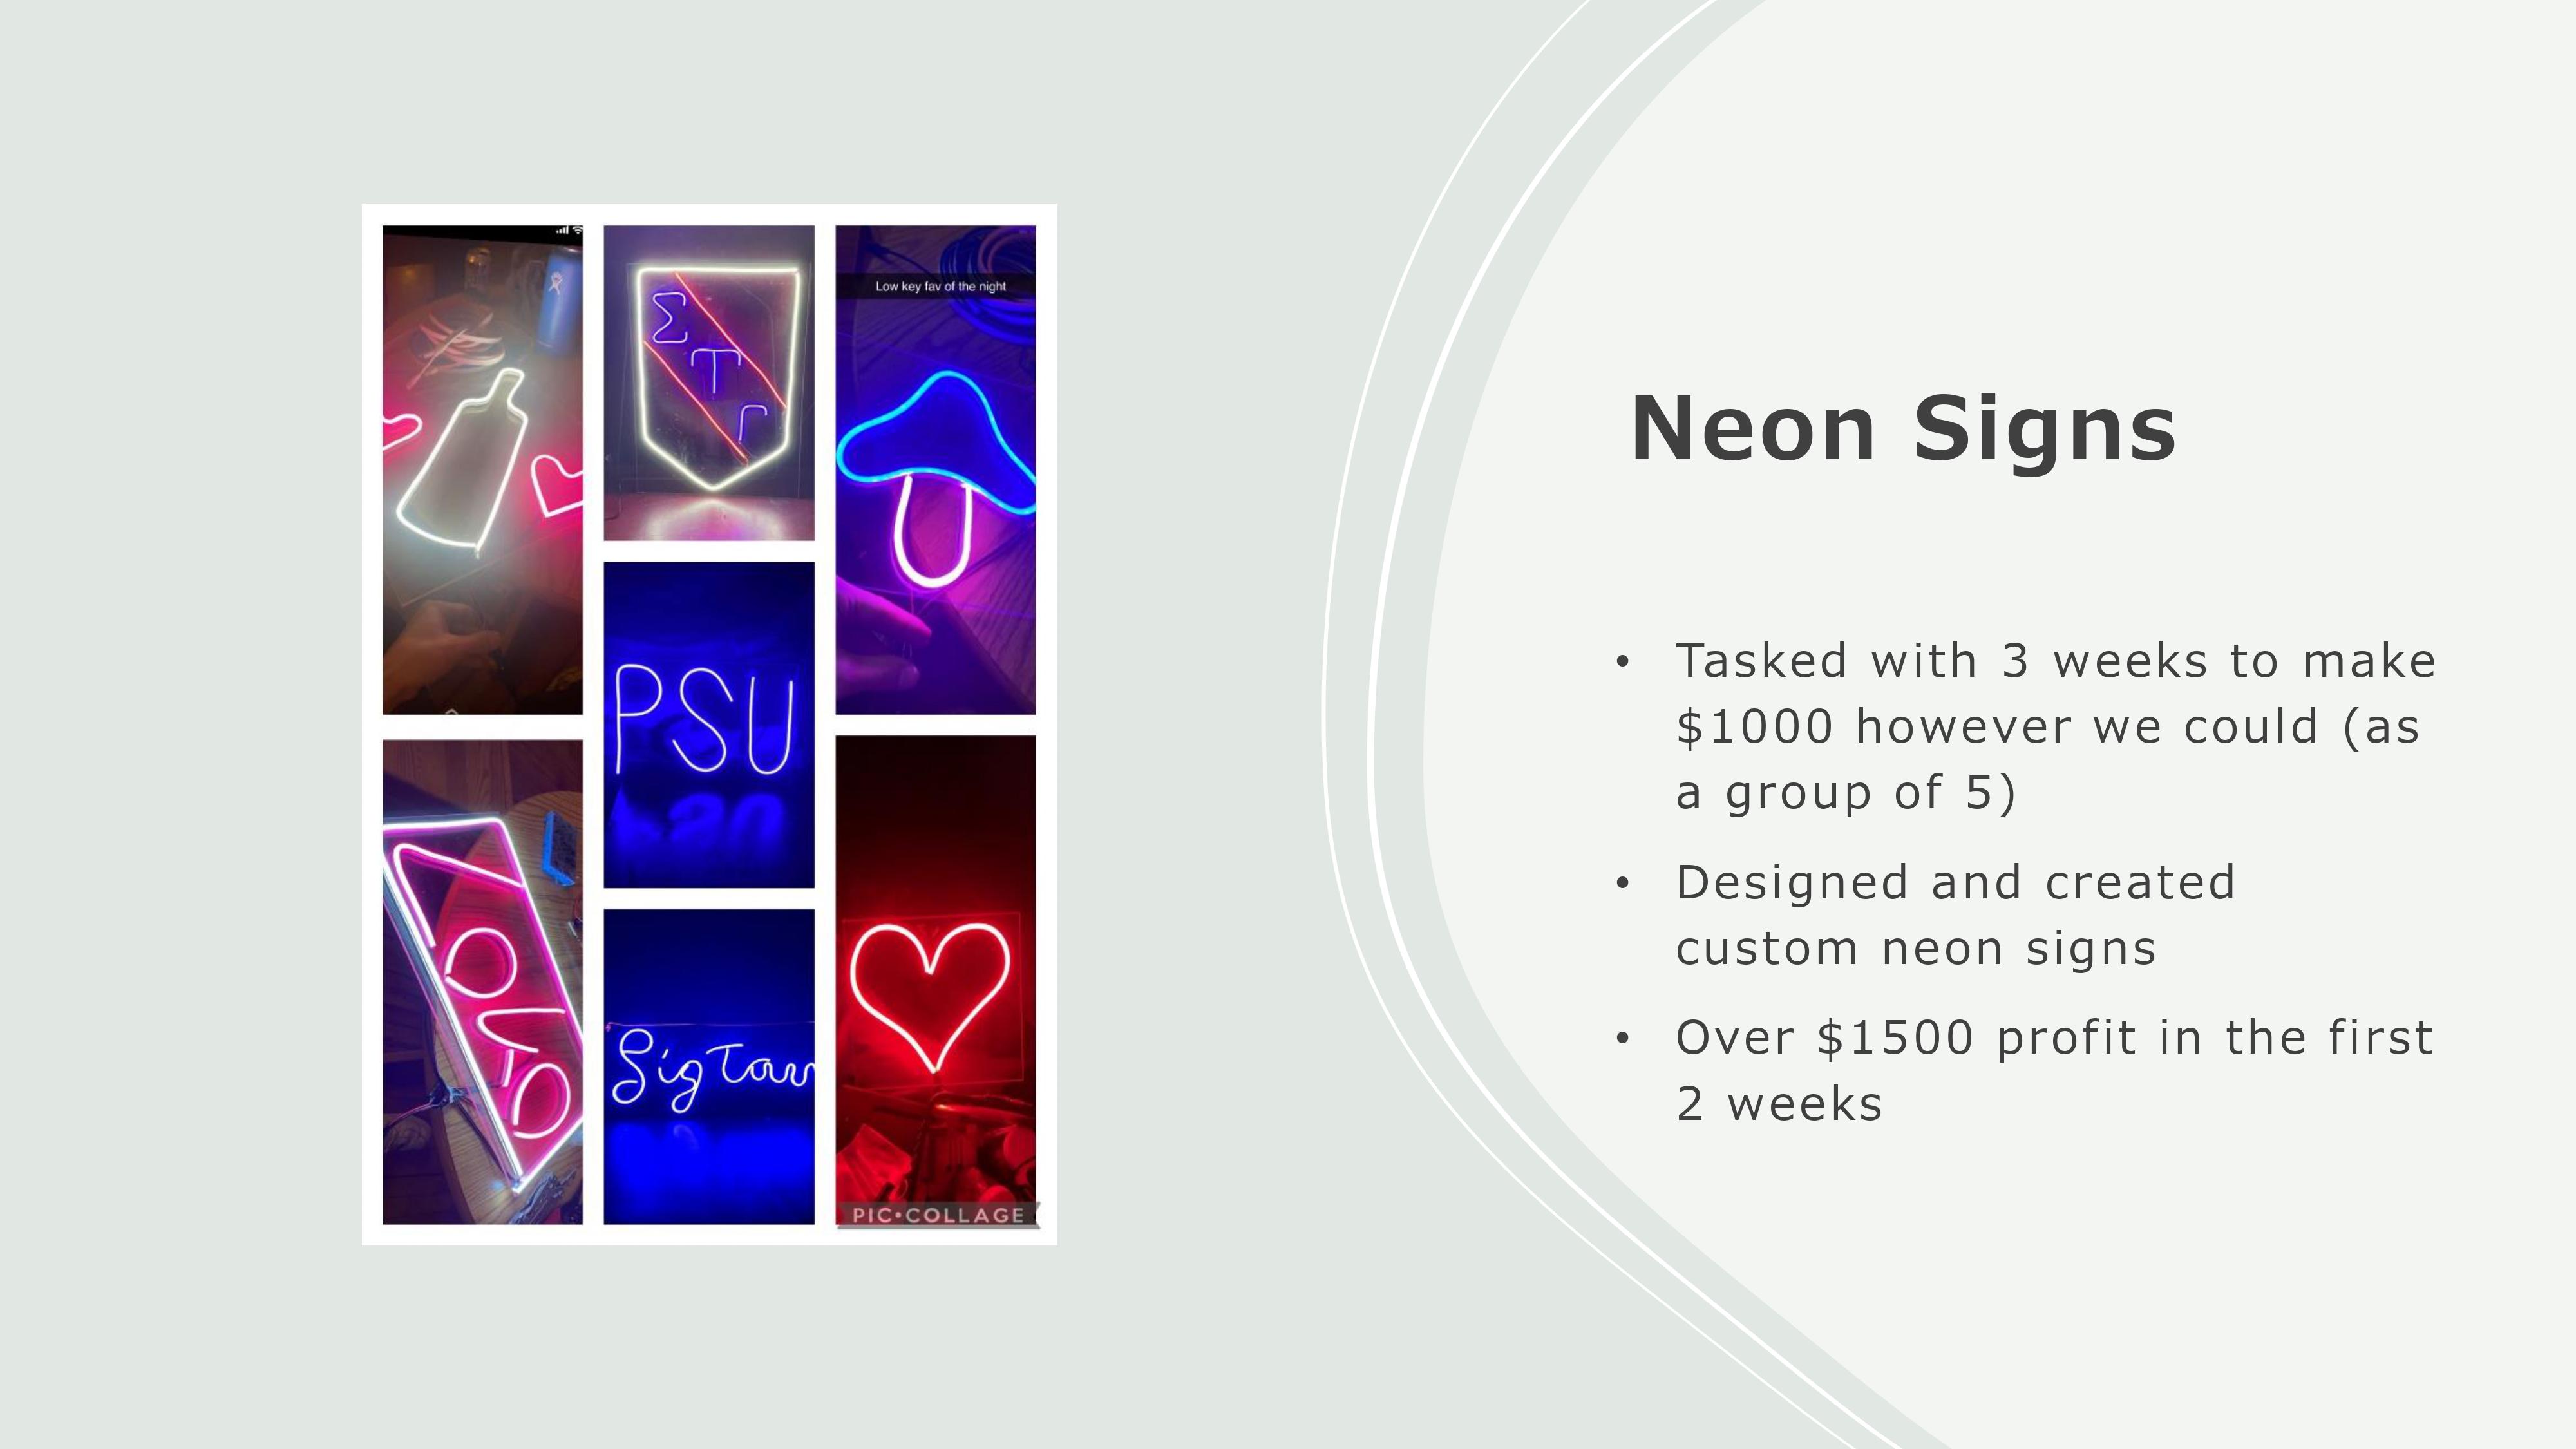 Low key fav of the night
Σ
Τ
Γ
PSU
Sig Tau
PIC•COLLAGE
Neon Signs
• Tasked with 3 weeks to make
$1000 however we could (as
a group of 5)
• Designed and created
custom neon signs
• Over $1500 profit in the first
2 weeks